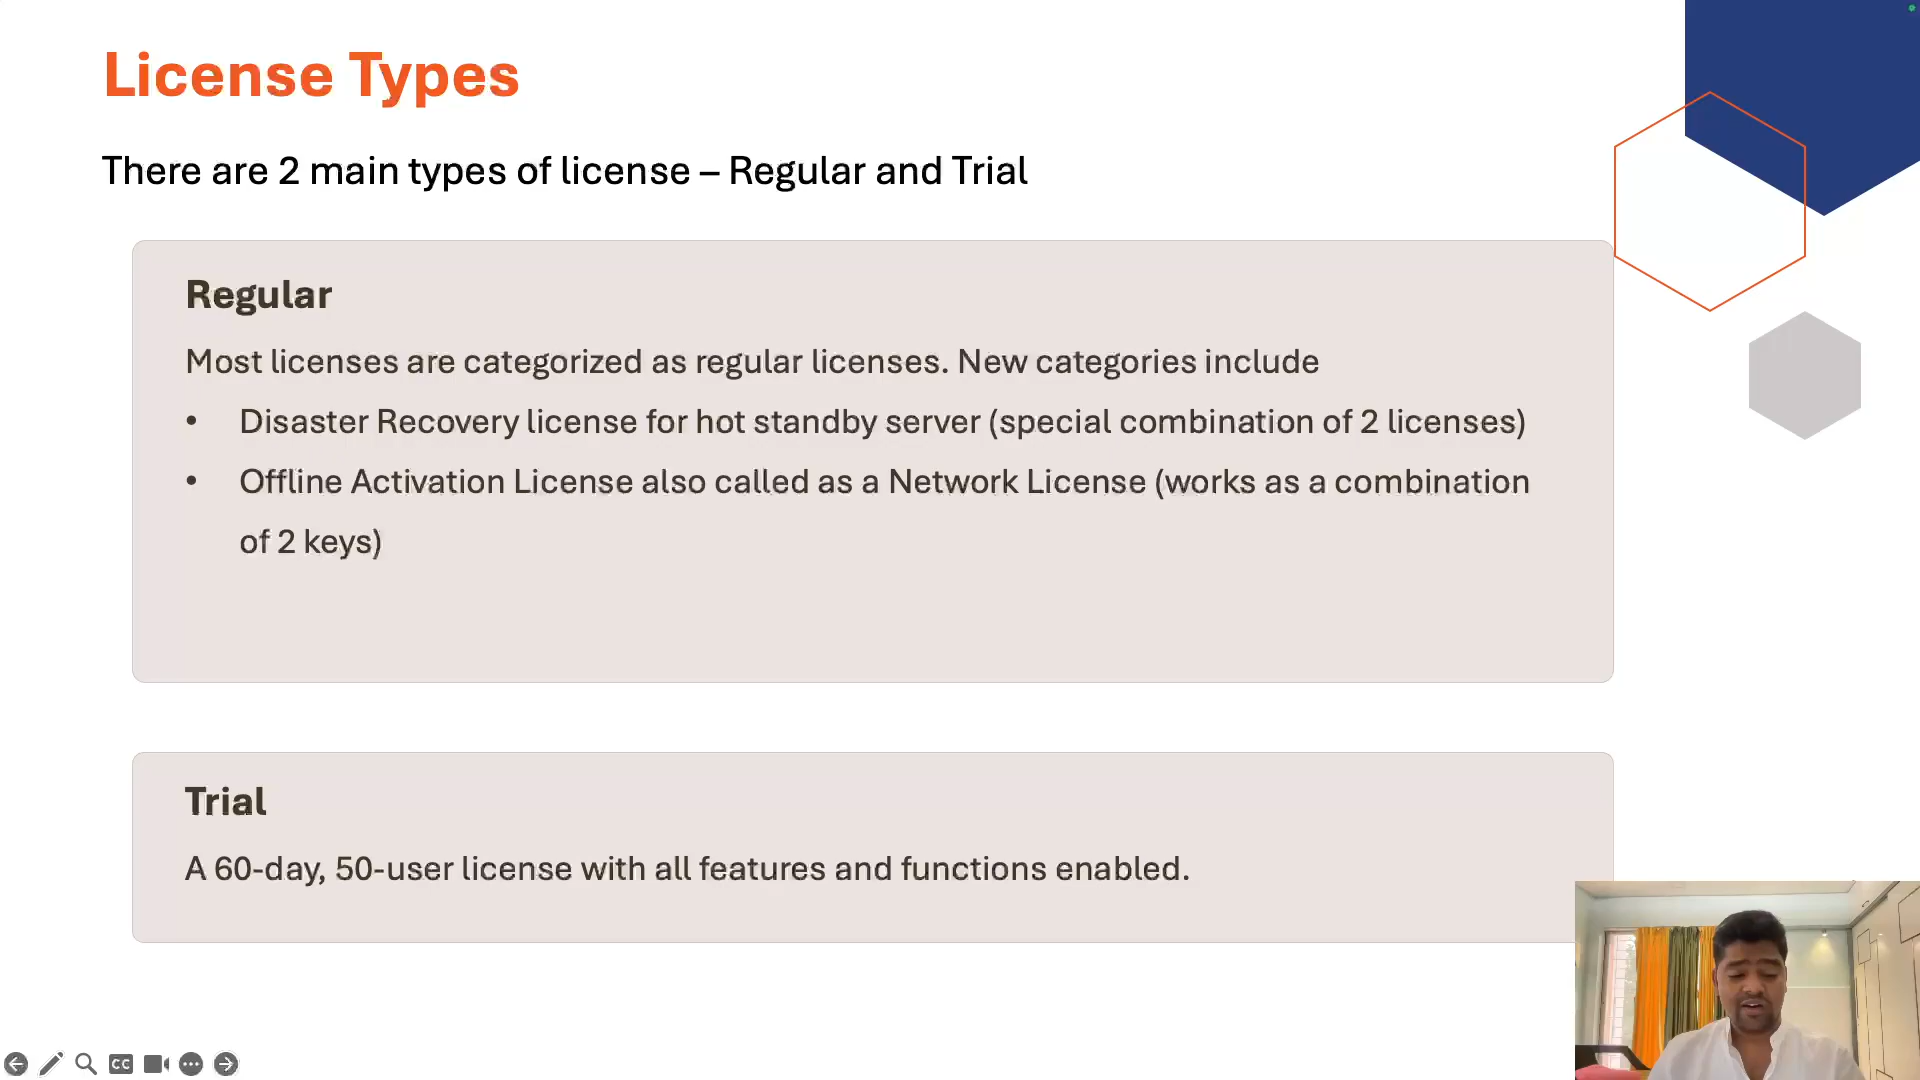 License Types
There are 2 main types of license – Regular and Trial
Regular
Most licenses are categorized as regular licenses. New categories include
• Disaster Recovery license for hot standby server (special combination of 2 licenses)
• Offline Activation License also called as a Network License (works as a combination
of 2 keys)
Trial
A 60-day, 50-user license with all features and functions enabled.
CC